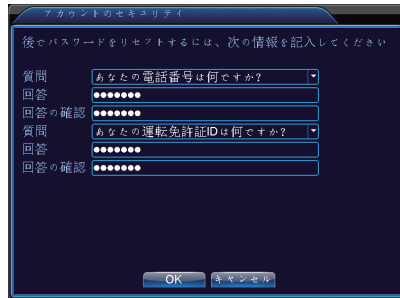 アカウントのセキュリティ
後でパスワードをリセットするには、次の情報を記入してください
質問 あなたの電話番号は何ですか?
回答 ●●●●●●●
回答の確認 ●●●●●●●
質問 あなたの運転免許証IDは何ですか?
回答 ●●●●●●●
回答の確認 ●●●●●●●
OK キャンセル